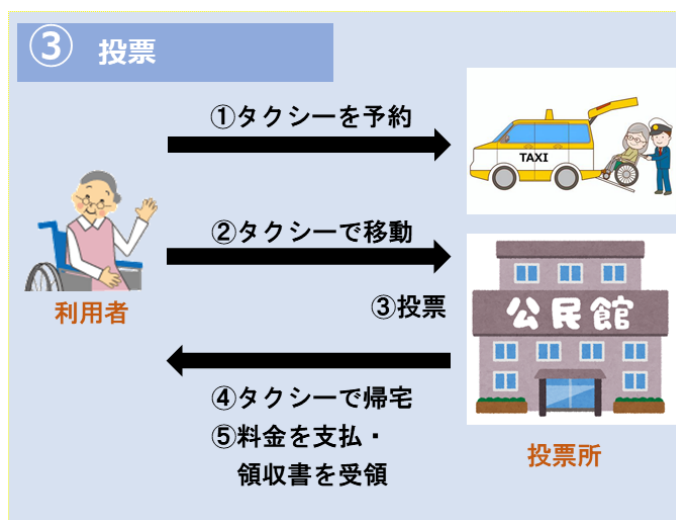 ③ 投票
①タクシーを予約
TAXI
②タクシーで移動
利用者
③投票
公民館
④タクシーで帰宅
⑤料金を支払・
領収書を受領
投票所